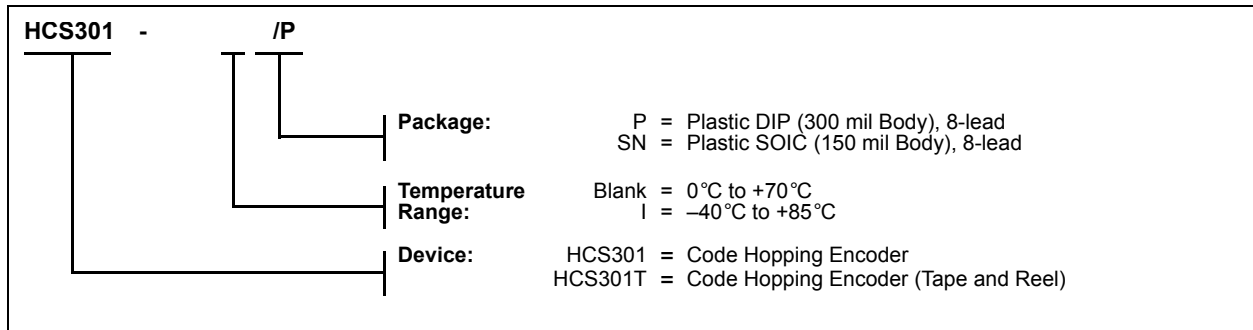 HCS301 - /P
Package: P = Plastic DIP (300 mil Body), 8-lead
SN = Plastic SOIC (150 mil Body), 8-lead
Temperature Blank = 0°C to +70°C
Range: I = –40°C to +85°C
Device: HCS301 = Code Hopping Encoder
HCS301T = Code Hopping Encoder (Tape and Reel)